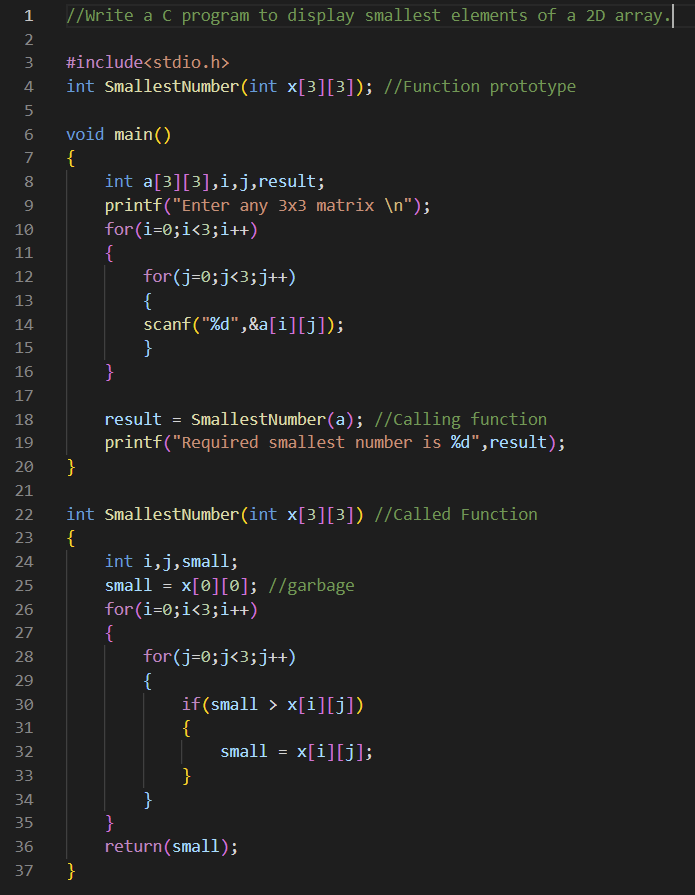 1 //Write a C program to display smallest elements of a 2D array.
2
3 #include<stdio.h>
4 int SmallestNumber(int x[3][3]); //Function prototype
5
6 void main()
7 {
8     int a[3][3],i,j,result;
9     printf("Enter any 3x3 matrix \n");
10     for(i=0;i<3;i++)
11     {
12         for(j=0;j<3;j++)
13         {
14         scanf("%d",&a[i][j]);
15         }
16     }
17
18     result = SmallestNumber(a); //Calling function
19     printf("Required smallest number is %d",result);
20 }
21
22 int SmallestNumber(int x[3][3]) //Called Function
23 {
24     int i,j,small;
25     small = x[0][0]; //garbage
26     for(i=0;i<3;i++)
27     {
28         for(j=0;j<3;j++)
29         {
30             if(small > x[i][j])
31             {
32                 small = x[i][j];
33             }
34         }
35     }
36     return(small);
37 }